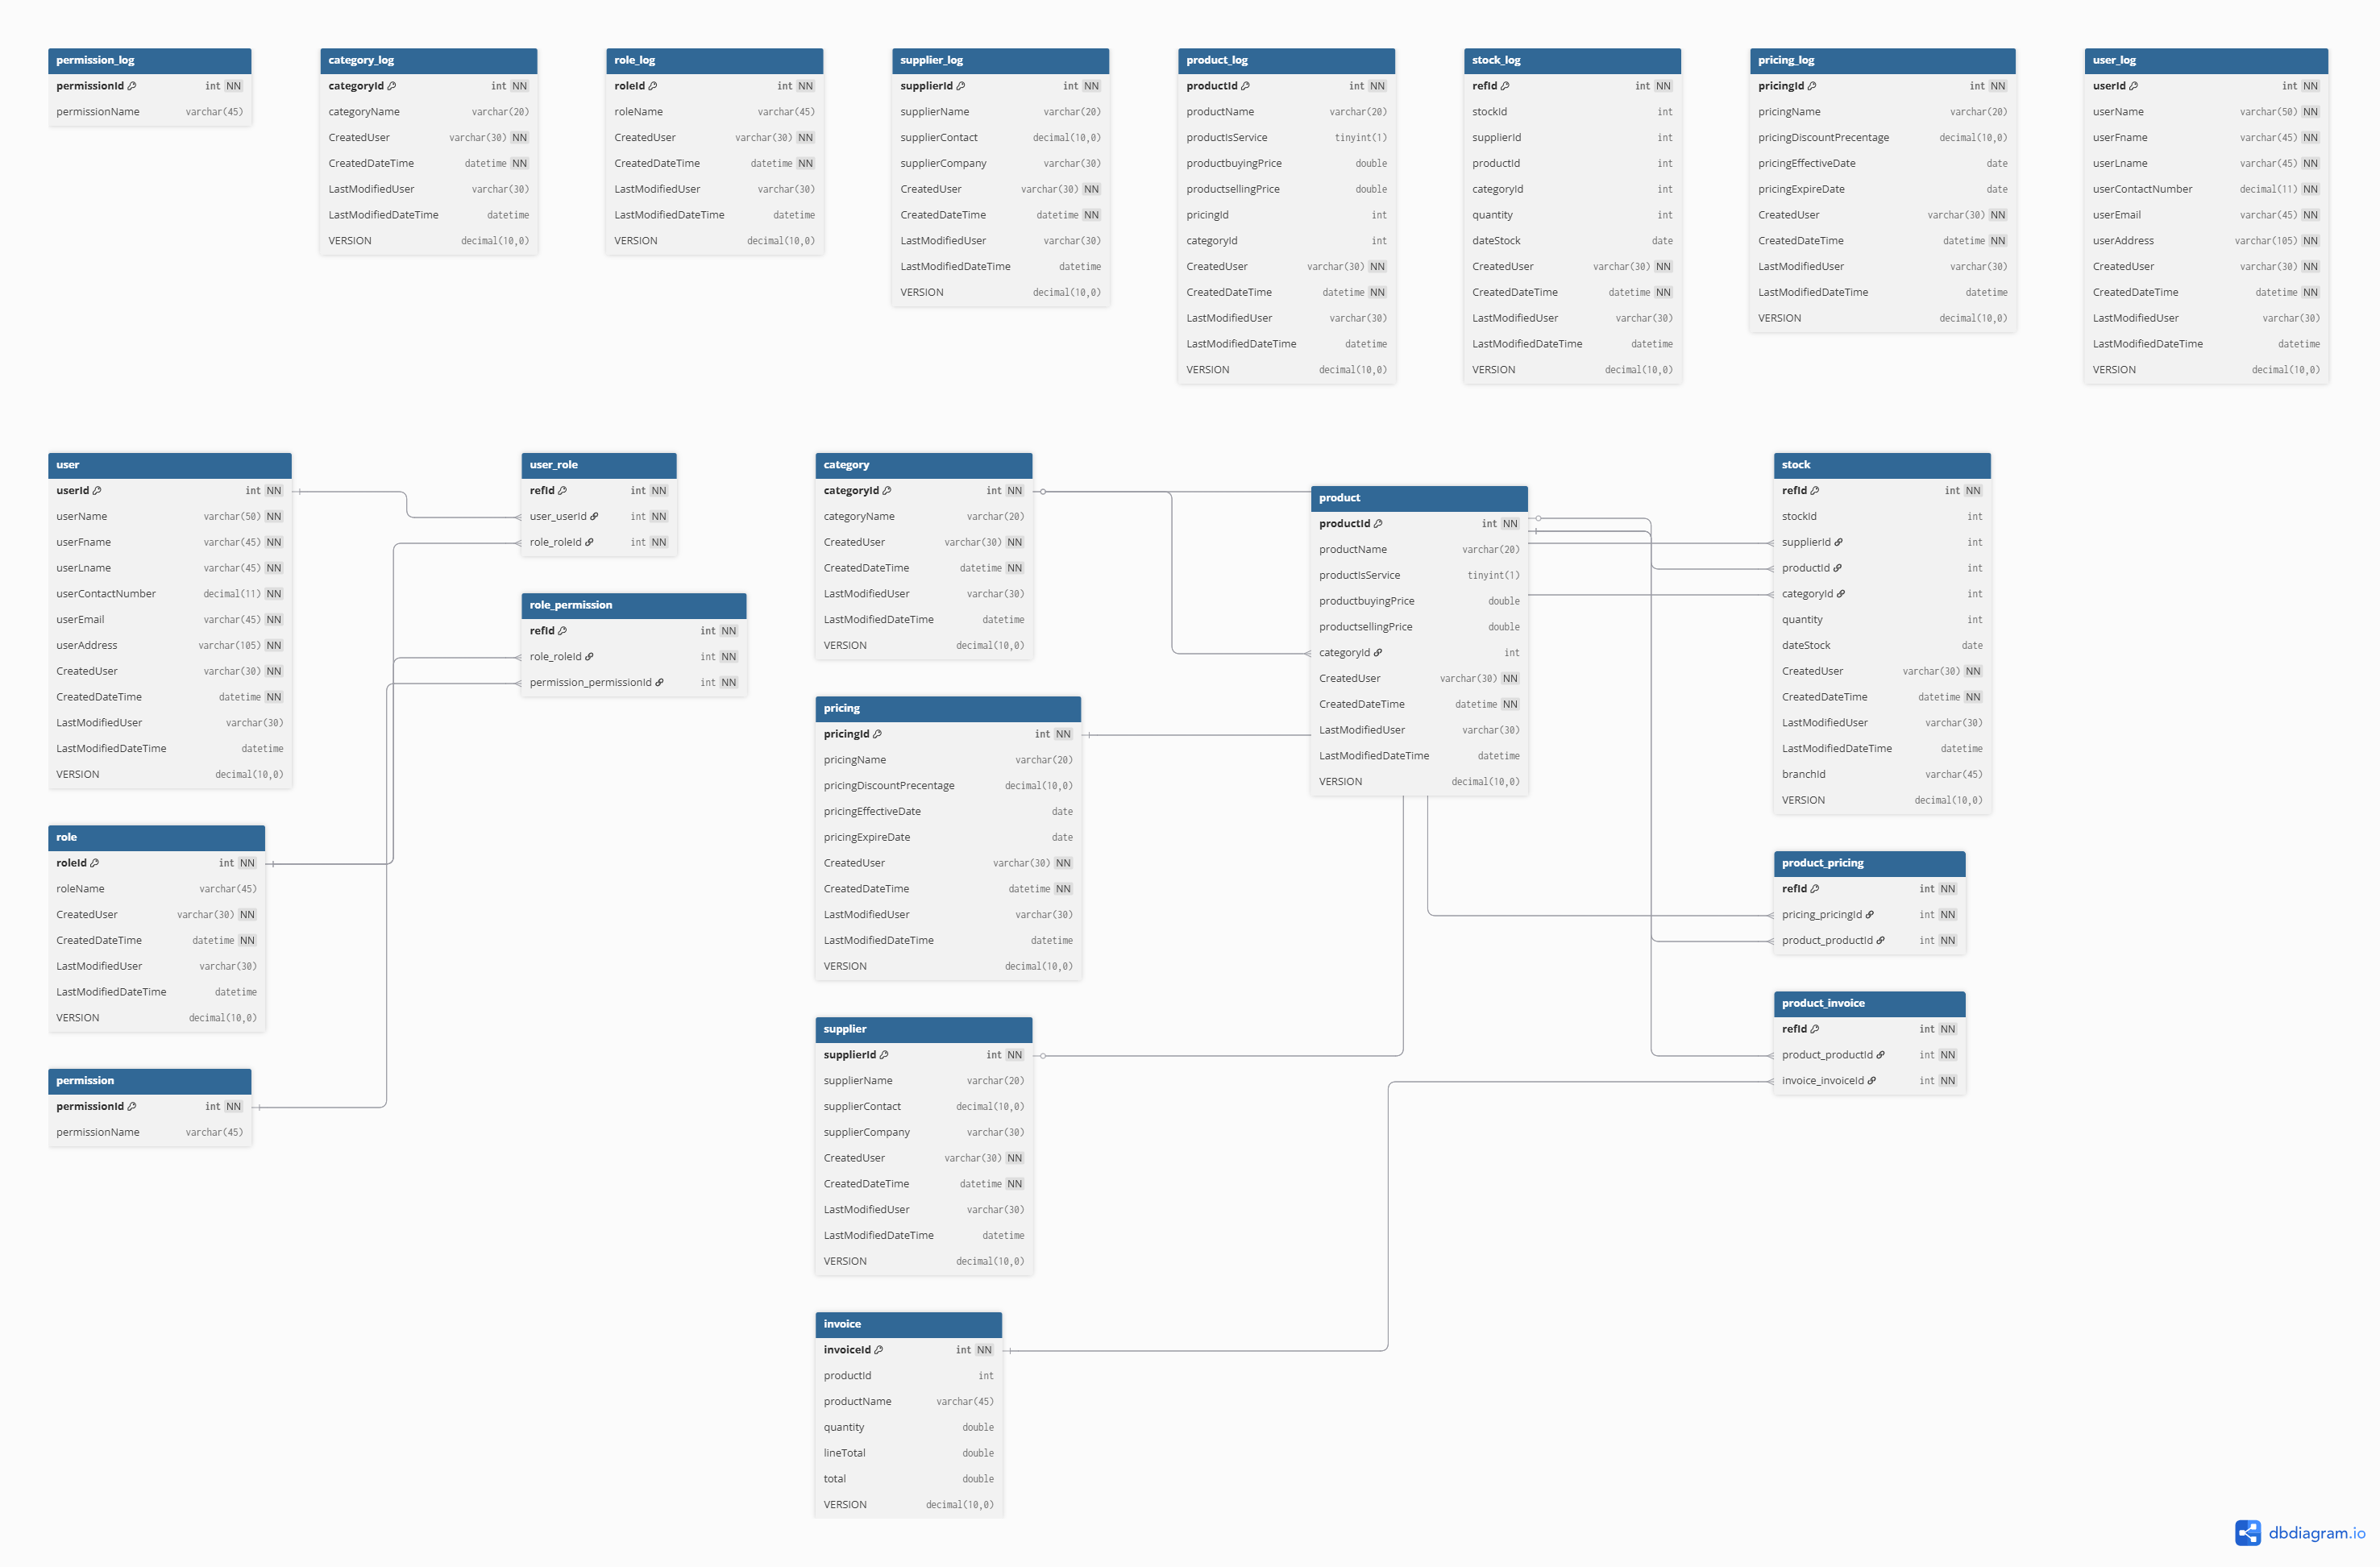 permission_log
permissionId int NN
permissionName varchar(45)
category_log
categoryId int NN
categoryName varchar(20)
CreatedUser varchar(30) NN
CreatedDateTime datetime NN
LastModifiedUser varchar(30)
LastModifiedDateTime datetime
VERSION decimal(10,0)
role_log
roleId int NN
roleName varchar(45)
CreatedUser varchar(30) NN
CreatedDateTime datetime NN
LastModifiedUser varchar(30)
LastModifiedDateTime datetime
VERSION decimal(10,0)
supplier_log
supplierId int NN
supplierName varchar(20)
supplierContact decimal(10,0)
supplierCompany varchar(30)
CreatedUser varchar(30) NN
CreatedDateTime datetime NN
LastModifiedUser varchar(30)
LastModifiedDateTime datetime
VERSION decimal(10,0)
product_log
productId int NN
productName varchar(20)
productIsService tinyint(1)
productbuyingPrice double
productsellingPrice double
pricingId int
categoryId int
CreatedUser varchar(30) NN
CreatedDateTime datetime NN
LastModifiedUser varchar(30)
LastModifiedDateTime datetime
VERSION decimal(10,0)
stock_log
refId int NN
stockId int
supplierId int
productId int
categoryId int
quantity int
dateStock date
CreatedUser varchar(30) NN
CreatedDateTime datetime NN
LastModifiedUser varchar(30)
LastModifiedDateTime datetime
VERSION decimal(10,0)
pricing_log
pricingId int NN
pricingName varchar(20)
pricingDiscountPrecentage decimal(10,0)
pricingEffectiveDate date
pricingExpireDate date
CreatedUser varchar(30) NN
CreatedDateTime datetime NN
LastModifiedUser varchar(30)
LastModifiedDateTime datetime
VERSION decimal(10,0)
user_log
userId int NN
userName varchar(50) NN
userFname varchar(45) NN
userLname varchar(45) NN
userContactNumber decimal(11) NN
userEmail varchar(45) NN
userAddress varchar(105) NN
CreatedUser varchar(30) NN
CreatedDateTime datetime NN
LastModifiedUser varchar(30)
LastModifiedDateTime datetime
VERSION decimal(10,0)
user
userId int NN
userName varchar(50) NN
userFname varchar(45) NN
userLname varchar(45) NN
userContactNumber decimal(11) NN
userEmail varchar(45) NN
userAddress varchar(105) NN
CreatedUser varchar(30) NN
CreatedDateTime datetime NN
LastModifiedUser varchar(30)
LastModifiedDateTime datetime
VERSION decimal(10,0)
role
roleId int NN
roleName varchar(45)
CreatedUser varchar(30) NN
CreatedDateTime datetime NN
LastModifiedUser varchar(30)
LastModifiedDateTime datetime
VERSION decimal(10,0)
permission
permissionId int NN
permissionName varchar(45)
user_role
refId int NN
user_userId int NN
role_roleId int NN
role_permission
refId int NN
role_roleId int NN
permission_permissionId int NN
category
categoryId int NN
categoryName varchar(20)
CreatedUser varchar(30) NN
CreatedDateTime datetime NN
LastModifiedUser varchar(30)
LastModifiedDateTime datetime
VERSION decimal(10,0)
pricing
pricingId int NN
pricingName varchar(20)
pricingDiscountPrecentage decimal(10,0)
pricingEffectiveDate date
pricingExpireDate date
CreatedUser varchar(30) NN
CreatedDateTime datetime NN
LastModifiedUser varchar(30)
LastModifiedDateTime datetime
VERSION decimal(10,0)
supplier
supplierId int NN
supplierName varchar(20)
supplierContact decimal(10,0)
supplierCompany varchar(30)
CreatedUser varchar(30) NN
CreatedDateTime datetime NN
LastModifiedUser varchar(30)
LastModifiedDateTime datetime
VERSION decimal(10,0)
invoice
invoiceId int NN
productId int
productName varchar(45)
quantity double
lineTotal double
total double
VERSION decimal(10,0)
product
productId int NN
productName varchar(20)
productIsService tinyint(1)
productbuyingPrice double
productsellingPrice double
categoryId int
CreatedUser varchar(30) NN
CreatedDateTime datetime NN
LastModifiedUser varchar(30)
LastModifiedDateTime datetime
VERSION decimal(10,0)
stock
refId int NN
stockId int
supplierId int
productId int
categoryId int
quantity int
dateStock date
CreatedUser varchar(30) NN
CreatedDateTime datetime NN
LastModifiedUser varchar(30)
LastModifiedDateTime datetime
branchId varchar(45)
VERSION decimal(10,0)
product_pricing
refId int NN
pricing_pricingId int NN
product_productId int NN
product_invoice
refId int NN
product_productId int NN
invoice_invoiceId int NN
dbdiagram.io